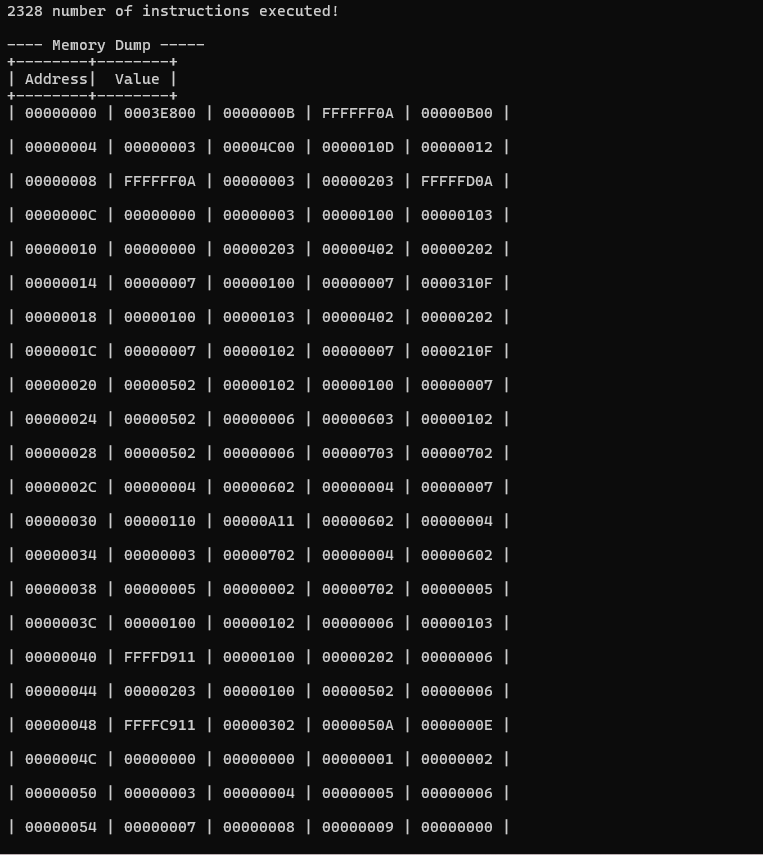 2328 number of instructions executed!
---- Memory Dump -----
+--------+--------+
| Address|  Value |
+--------+--------+
| 00000000 | 0003E800 | 0000000B | FFFFFF0A | 00000B00 |
| 00000004 | 00000003 | 00004C00 | 0000010D | 00000012 |
| 00000008 | FFFFFF0A | 00000003 | 00000203 | FFFFFD0A |
| 0000000C | 00000000 | 00000003 | 00000100 | 00000103 |
| 00000010 | 00000000 | 00000203 | 00000402 | 00000202 |
| 00000014 | 00000007 | 00000100 | 00000007 | 0000310F |
| 00000018 | 00000100 | 00000103 | 00000402 | 00000202 |
| 0000001C | 00000007 | 00000102 | 00000007 | 0000210F |
| 00000020 | 00000502 | 00000102 | 00000100 | 00000007 |
| 00000024 | 00000502 | 00000006 | 00000603 | 00000102 |
| 00000028 | 00000502 | 00000006 | 00000703 | 00000702 |
| 0000002C | 00000004 | 00000602 | 00000004 | 00000007 |
| 00000030 | 00000110 | 00000A11 | 00000602 | 00000004 |
| 00000034 | 00000003 | 00000702 | 00000004 | 00000602 |
| 00000038 | 00000005 | 00000002 | 00000702 | 00000005 |
| 0000003C | 00000100 | 00000102 | 00000006 | 00000103 |
| 00000040 | FFFFD911 | 00000100 | 00000202 | 00000006 |
| 00000044 | 00000203 | 00000100 | 00000502 | 00000006 |
| 00000048 | FFFFC911 | 00000302 | 0000050A | 0000000E |
| 0000004C | 00000000 | 00000000 | 00000001 | 00000002 |
| 00000050 | 00000003 | 00000004 | 00000005 | 00000006 |
| 00000054 | 00000007 | 00000008 | 00000009 | 00000000 |